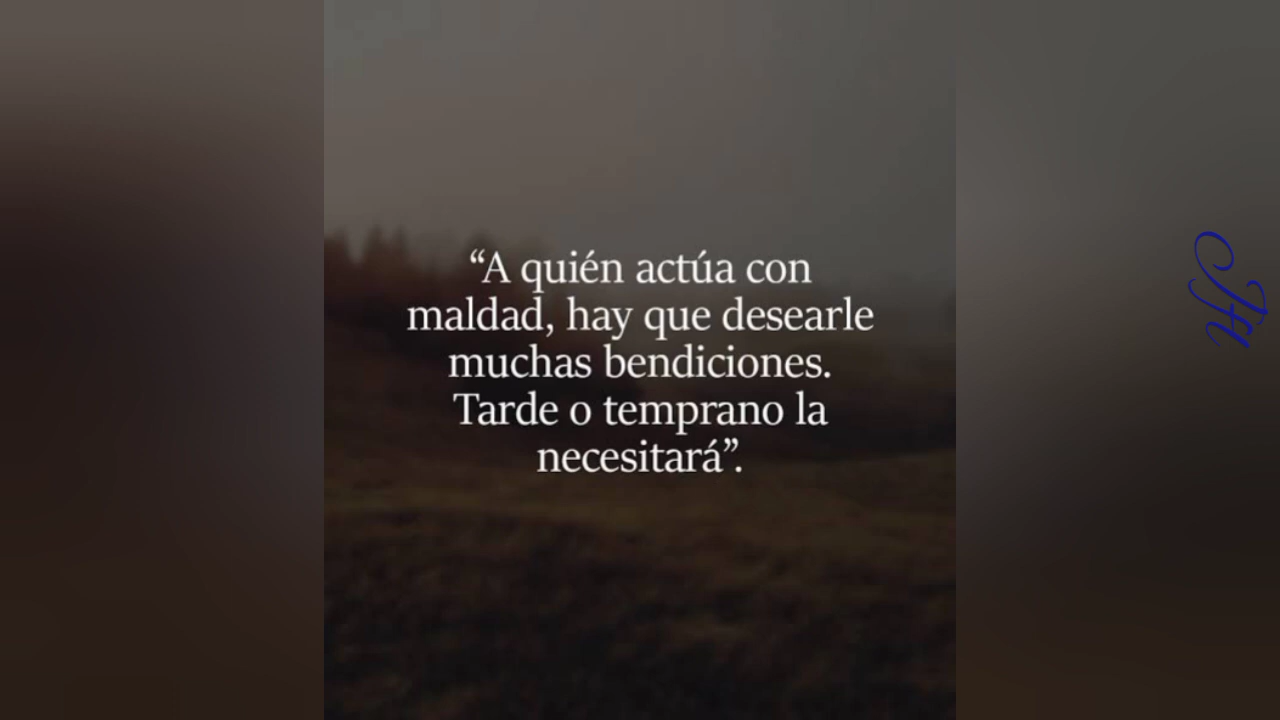 “A quién actúa con
maldad, hay que desearle
muchas bendiciones.
Tarde o temprano la
necesitará”.